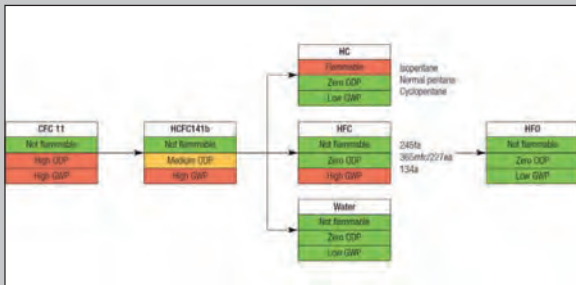 HC
Flammable
Zero ODP
Low GWP
Isopentane
Normal pentane
Cyclopentane
CFC 11
Not flammable
High ODP
High GWP
HCFC141b
Not flammable
Medium ODP
High GWP
HFC
Not flammable
Zero ODP
High GWP
245fa
365mfc/227ea
134a
HFO
Not flammable
Zero ODP
Low GWP
Water
Not flammable
Zero ODP
Low GWP